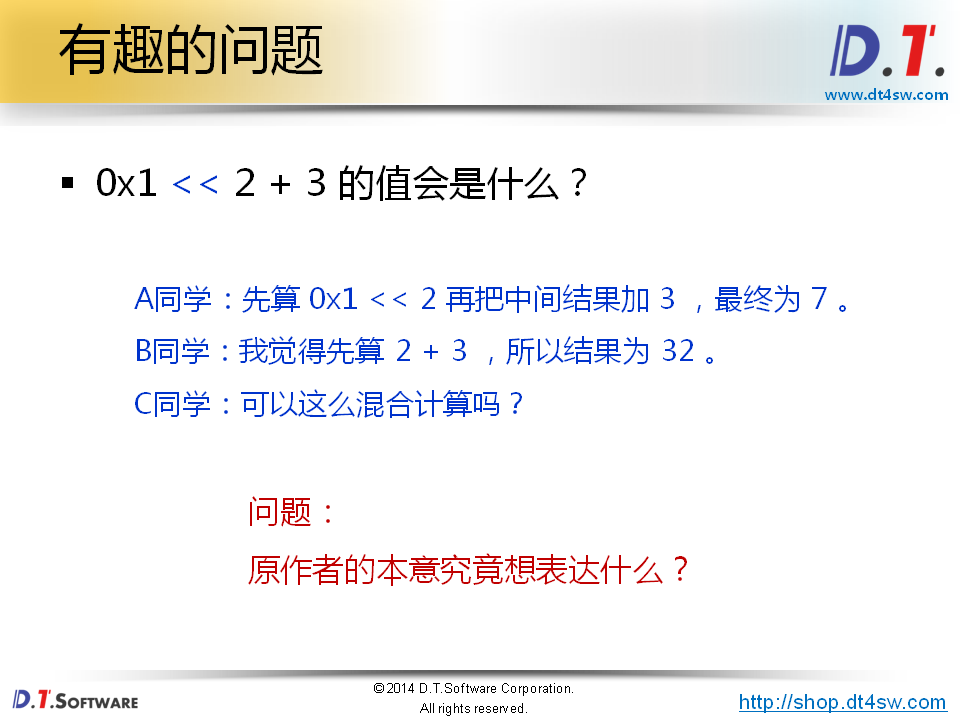 有趣的问题
D.T.
www.dt4sw.com
▪ 0x1 << 2 + 3 的值会是什么？
A同学：先算 0x1 << 2 再把中间结果加 3 ，最终为 7 。
B同学：我觉得先算 2 + 3 ，所以结果为 32 。
C同学：可以这么混合计算吗？
问题：
原作者的本意究竟想表达什么？
D.T.SOFTWARE
©2014 D.T.Software Corporation.
All rights reserved.
http://shop.dt4sw.com